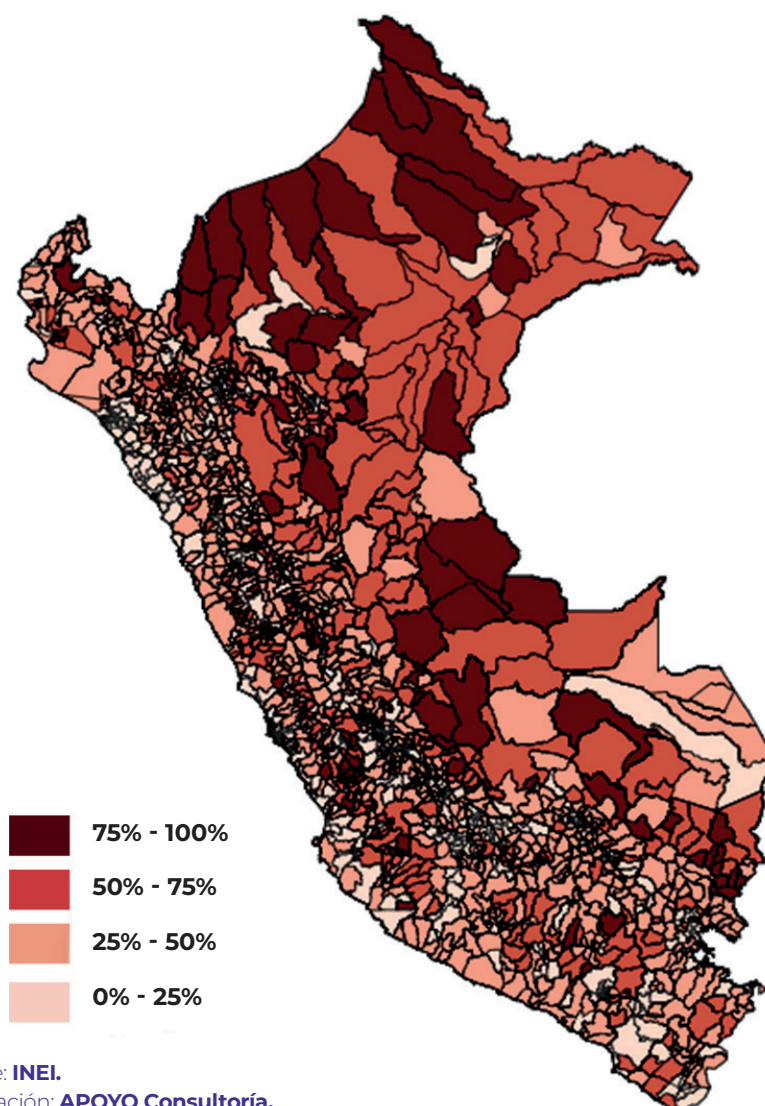 75% - 100%
50% - 75%
25% - 50%
0% - 25%
e: INEI.
ación: APOYO Consultoría.